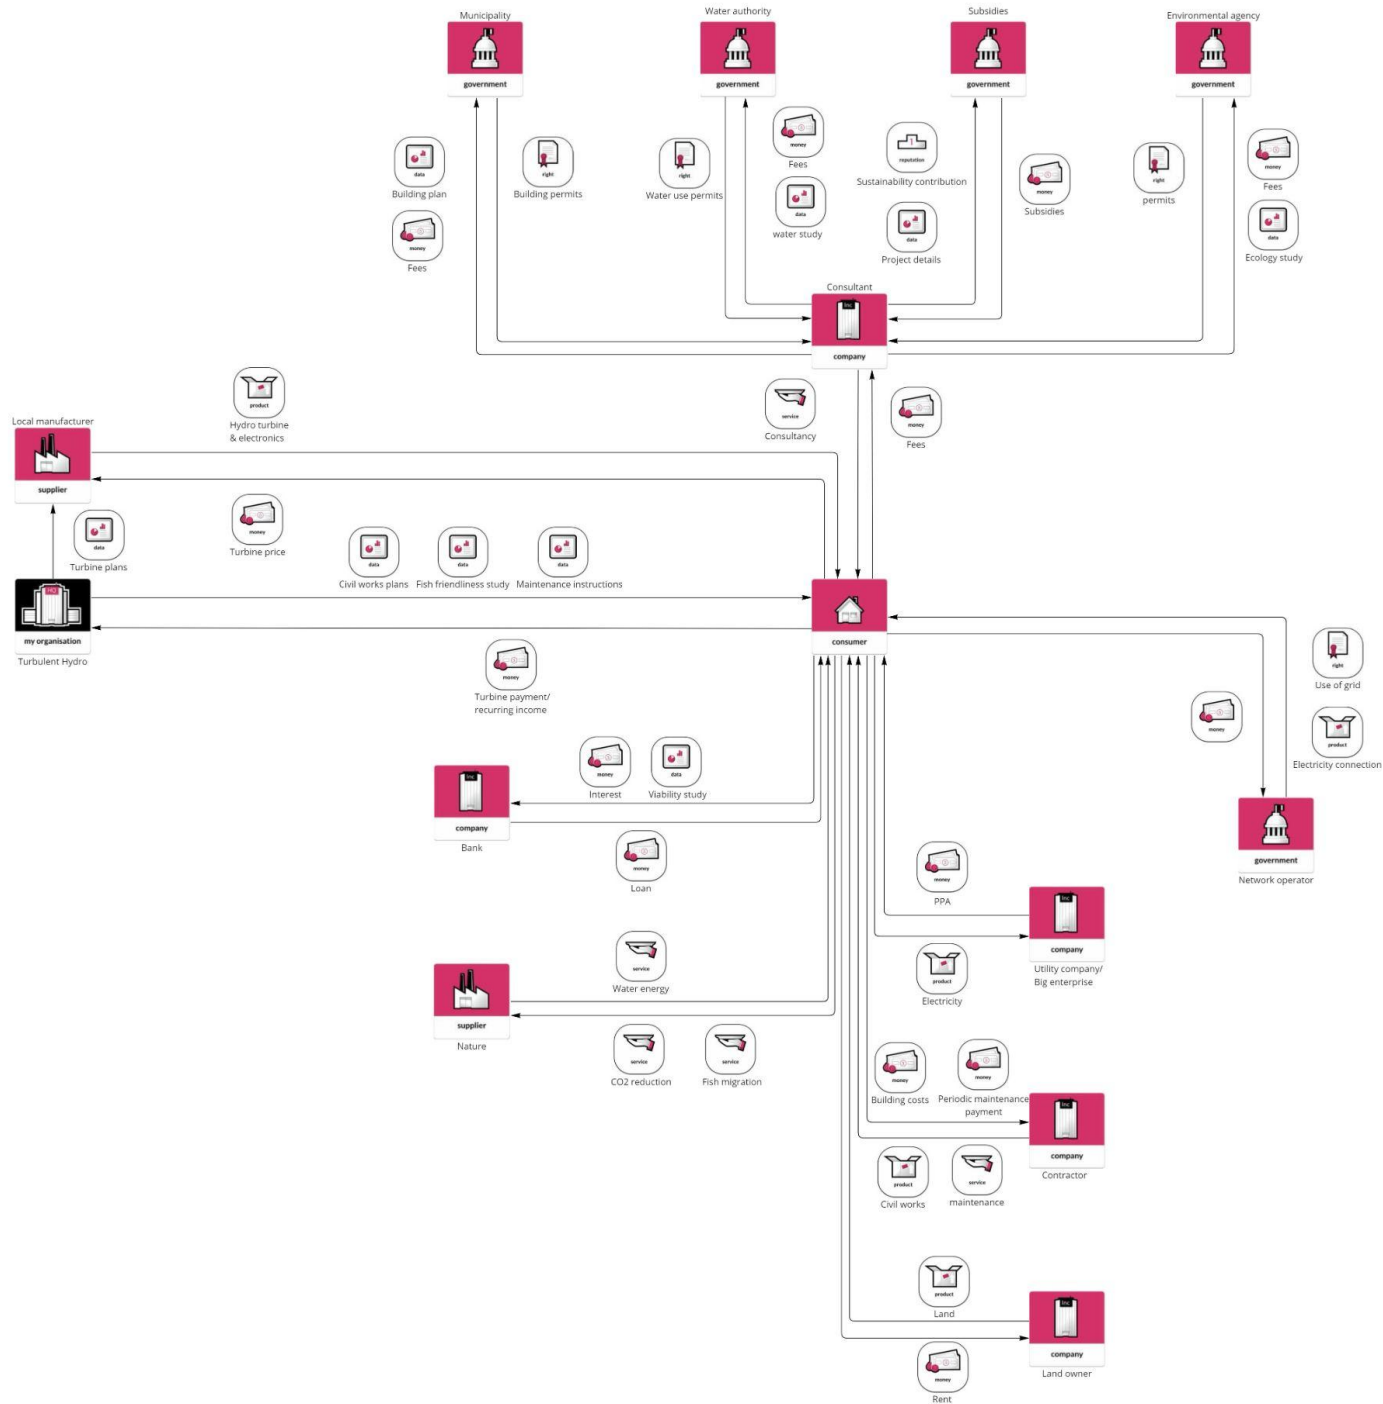 Municipality
Water authority
Subsidies
Environmental agency
government
government
government
government
data
Building plan
money
Fees
right
Building permits
right
Water use permits
money
Fees
data
water study
1
reputation
Sustainability contribution
data
Project details
money
Subsidies
right
permits
money
Fees
data
Ecology study
Consultant
Inc
company
product
Hydro turbine
& electronics
service
Consultancy
money
Fees
Local manufacturer
supplier
data
Turbine plans
money
Turbine price
data
Civil works plans
data
Fish friendliness study
data
Maintenance instructions
HQ
my organisation
Turbulent Hydro
consumer
money
Turbine payment/
recurring income
right
Use of grid
money
product
Electricity connection
Inc
company
Bank
money
Interest
data
Viability study
money
Loan
government
Network operator
money
PPA
Inc
company
Utility company/
Big enterprise
product
Electricity
service
Water energy
supplier
Nature
service
CO2 reduction
service
Fish migration
money
Building costs
money
Periodic maintenance
payment
Inc
company
Contractor
product
Civil works
service
maintenance
product
Land
Inc
company
Land owner
money
Rent